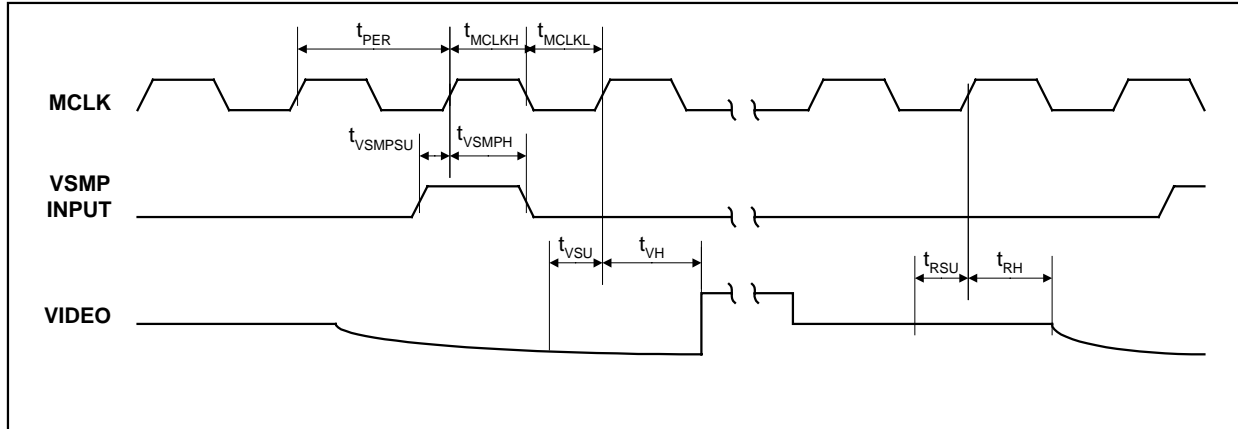 tPER tMCLKH tMCLKL
MCLK
tVSMPSU tVSMPH
VSMP
INPUT
tVSU tVH tRSU tRH
VIDEO